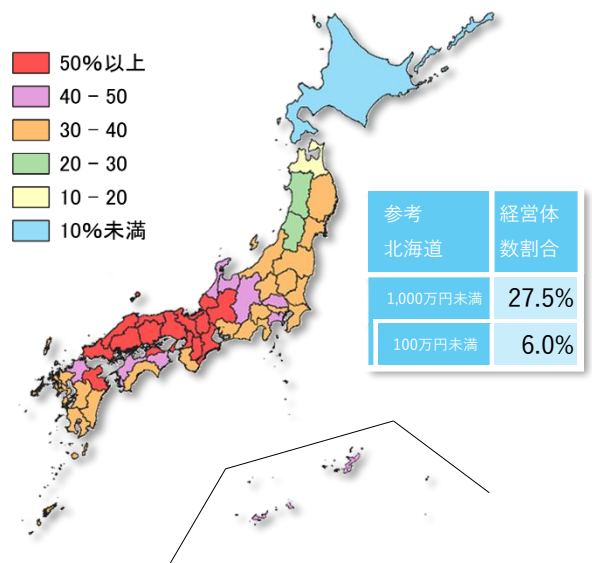 50%以上
40 - 50
30 - 40
20 - 30
10 - 20
10%未満
参考
北海道
経営体
数割合
1,000万円未満 27.5%
100万円未満 6.0%